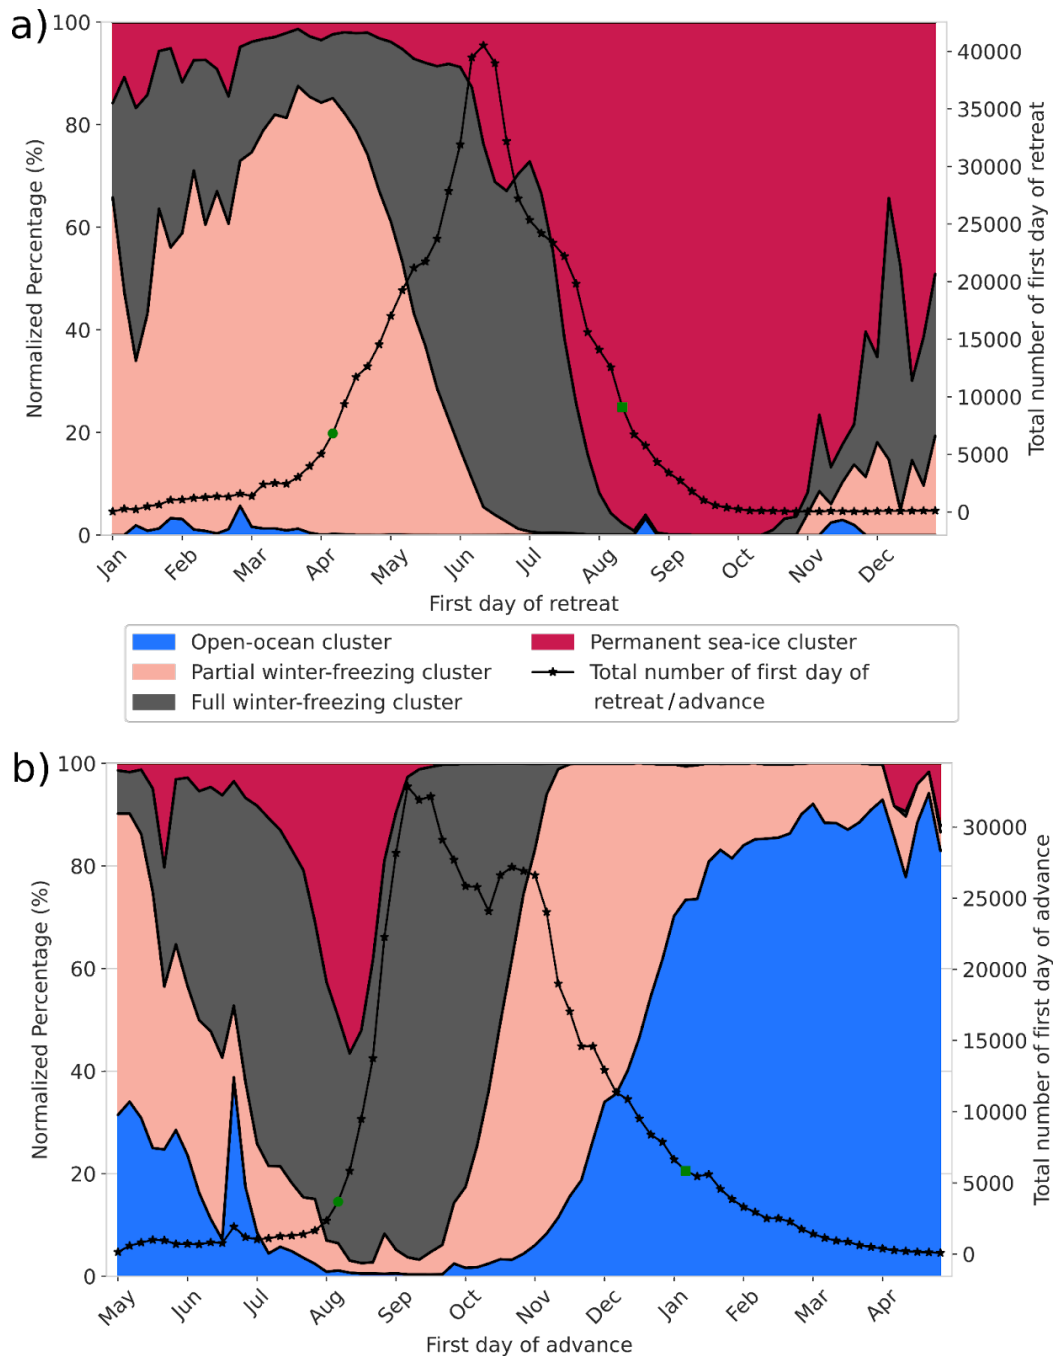 a)
Normalized Percentage (%)
100
80
60
40
20
0
Total number of first day of retreat
40000
35000
30000
25000
20000
15000
10000
5000
0
Jan Feb Mar Apr May Jun Jul Aug Sep Oct Nov Dec
First day of retreat
Open-ocean cluster
Partial winter-freezing cluster
Full winter-freezing cluster
Permanent sea-ice cluster
Total number of first day of
retreat/advance
b)
Normalized Percentage (%)
100
80
60
40
20
0
Total number of first day of advance
30000
25000
20000
15000
10000
5000
0
May Jun Jul Aug Sep Oct Nov Dec Jan Feb Mar Apr
First day of advance